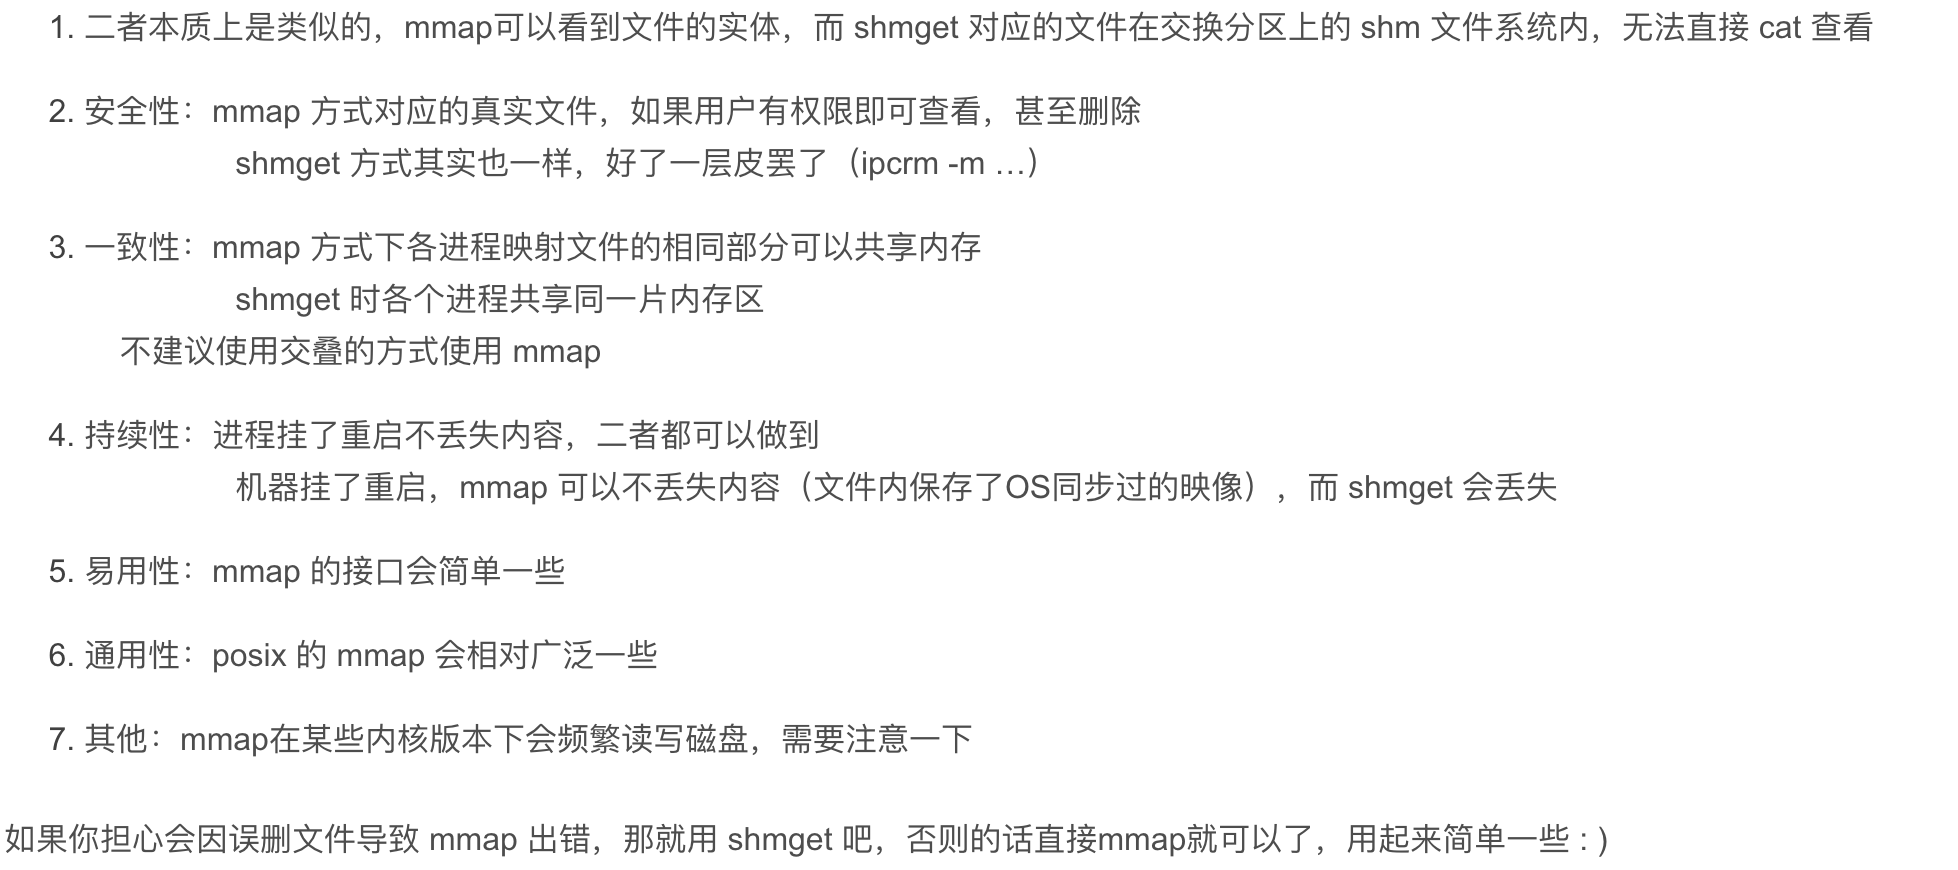 1. 二者本质上是类似的，mmap可以看到文件的实体，而 shmget 对应的文件在交换分区上的 shm 文件系统内，无法直接 cat 查看
2. 安全性：mmap 方式对应的真实文件，如果用户有权限即可查看，甚至删除
shmget 方式其实也一样，好了一层皮罢了（ipcrm -m …）
3. 一致性：mmap 方式下各进程映射文件的相同部分可以共享内存
shmget 时各个进程共享同一片内存区
不建议使用交叠的方式使用 mmap
4. 持续性：进程挂了重启不丢失内容，二者都可以做到
机器挂了重启，mmap 可以不丢失内容（文件内保存了OS同步过的映像），而 shmget 会丢失
5. 易用性：mmap 的接口会简单一些
6. 通用性：posix 的 mmap 会相对广泛一些
7. 其他：mmap在某些内核版本下会频繁读写磁盘，需要注意一下
如果你担心会因误删文件导致 mmap 出错，那就用 shmget 吧，否则的话直接mmap就可以了，用起来简单一些 : )